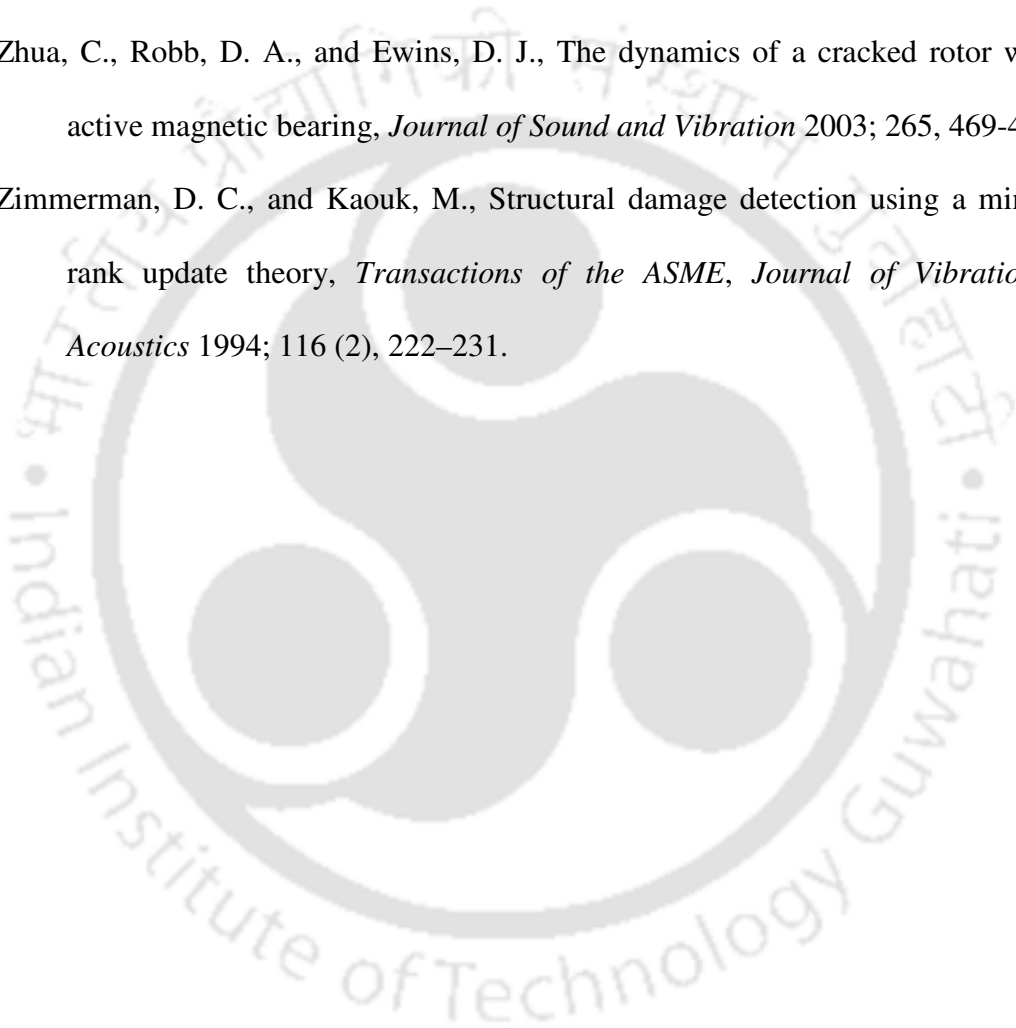 Zhua, C., Robb, D. A., and Ewins, D. J., The dynamics of a cracked rotor
active magnetic bearing, Journal of Sound and Vibration 2003; 265, 469-4
Zimmerman, D. C., and Kaouk, M., Structural damage detection using a
rank update theory, Transactions of the ASME, Journal of
Acoustics 1994; 116 (2), 222–231.
भारतीय प्रौद्योगिकी संस्थान गुवाहाटी
Indian Institute of Technology Guwahati